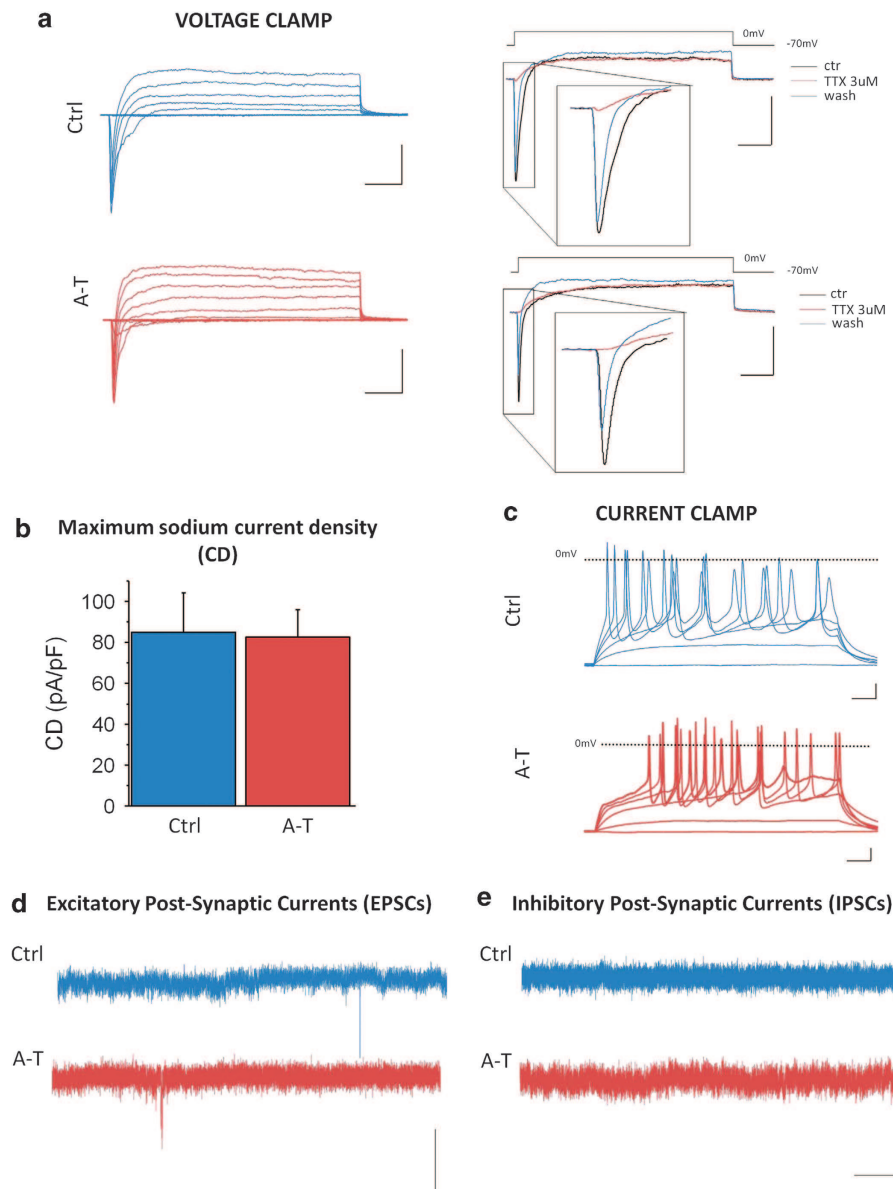 a
VOLTAGE CLAMP
Ctrl
A-T
0mV
-70mV
ctr
TTX 3uM
wash
0mV
-70mV
ctr
TTX 3uM
wash
b
Maximum sodium current density
(CD)
CD (pA/pF)
100
80
60
40
20
0
Ctrl
A-T
c
CURRENT CLAMP
0mV
Ctrl
0mV
A-T
d
Excitatory Post-Synaptic Currents (EPSCs)
Ctrl
A-T
e
Inhibitory Post-Synaptic Currents (IPSCs)
Ctrl
A-T